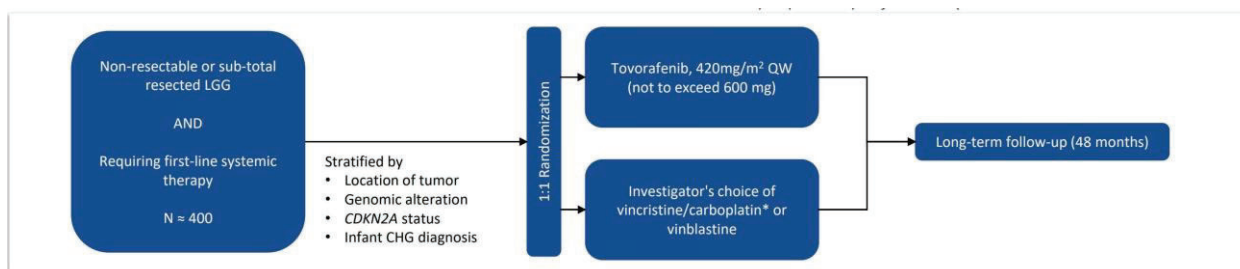 Non-resectable or sub-total
resected LGG
AND
Requiring first-line systemic
therapy
N ≈ 400
Stratified by
• Location of tumor
• Genomic alteration
• CDKN2A status
• Infant CHG diagnosis
1:1 Randomization
Tovorafenib, 420mg/m² QW
(not to exceed 600 mg)
Investigator's choice of
vincristine/carboplatin* or
vinblastine
Long-term follow-up (48 months)